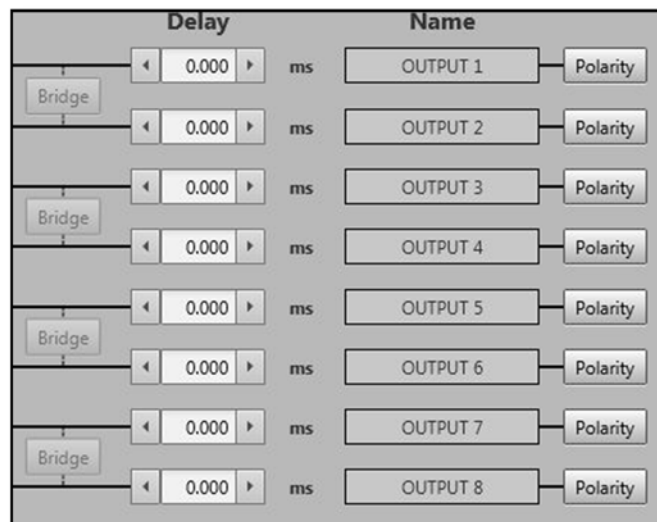 Delay Name
0.000 ms OUTPUT 1 Polarity
Bridge
0.000 ms OUTPUT 2 Polarity
0.000 ms OUTPUT 3 Polarity
Bridge
0.000 ms OUTPUT 4 Polarity
0.000 ms OUTPUT 5 Polarity
Bridge
0.000 ms OUTPUT 6 Polarity
0.000 ms OUTPUT 7 Polarity
Bridge
0.000 ms OUTPUT 8 Polarity